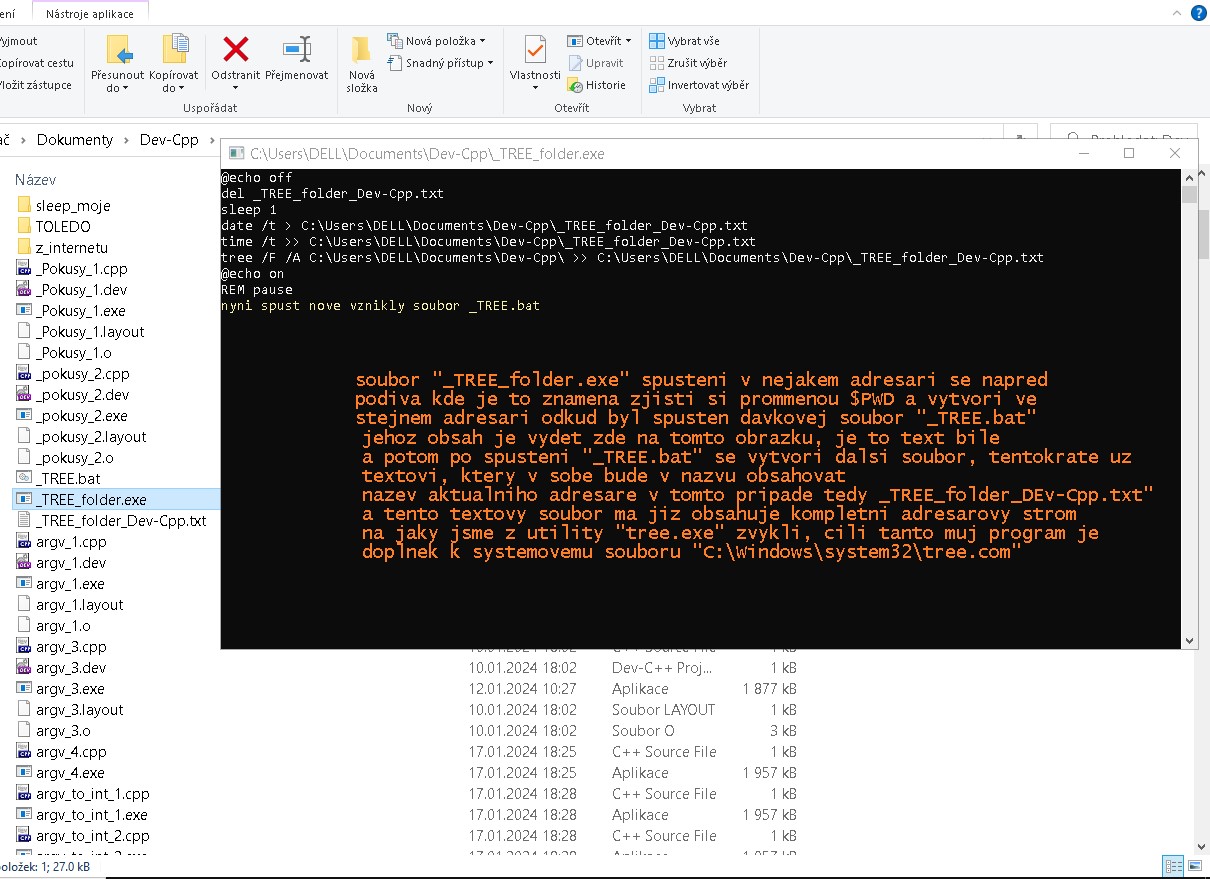 ení
Nástroje aplikace
Vyjmout
Kopírovat cestu
Vložit zástupce
Přesunout do
Kopírovat do
Odstranit
Přejmenovat
Uspořádat
Nová složka
Nová položka
Snadný přístup
Nový
Vlastnosti
Otevřít
Upravit
Historie
Otevřít
Vybrat vše
Zrušit výběr
Invertovat výběr
Vybrat
ač › Dokumenty › Dev-Cpp ›
Název
sleep_moje
TOLEDO
z_internetu
_Pokusy_1.cpp
_Pokusy_1.dev
_Pokusy_1.exe
_Pokusy_1.layout
_Pokusy_1.o
_pokusy_2.cpp
_pokusy_2.dev
_pokusy_2.exe
_pokusy_2.layout
_pokusy_2.o
_TREE.bat
_TREE_folder.exe
_TREE_folder_Dev-Cpp.txt
argv_1.cpp
argv_1.dev
argv_1.exe
argv_1.layout
argv_1.o
argv_3.cpp
argv_3.dev 10.01.2024 18:02 Dev-C++ Proj... 1 kB
argv_3.exe 12.01.2024 10:27 Aplikace 1 877 kB
argv_3.layout 10.01.2024 18:02 Soubor LAYOUT 1 kB
argv_3.o 10.01.2024 18:02 Soubor O 3 kB
argv_4.cpp 17.01.2024 18:25 C++ Source File 1 kB
argv_4.exe 17.01.2024 18:25 Aplikace 1 957 kB
argv_to_int_1.cpp 17.01.2024 18:28 C++ Source File 1 kB
argv_to_int_1.exe 17.01.2024 18:28 Aplikace 1 957 kB
argv_to_int_2.cpp 17.01.2024 18:28 C++ Source File 1 kB
položek: 1; 27.0 kB
C:\Users\DELL\Documents\Dev-Cpp\_TREE_folder.exe
@echo off
del _TREE_folder_Dev-Cpp.txt
sleep 1
date /t > C:\Users\DELL\Documents\Dev-Cpp\_TREE_folder_Dev-Cpp.txt
time /t >> C:\Users\DELL\Documents\Dev-Cpp\_TREE_folder_Dev-Cpp.txt
tree /F /A C:\Users\DELL\Documents\Dev-Cpp\ >> C:\Users\DELL\Documents\Dev-Cpp\_TREE_folder_Dev-Cpp.txt
@echo on
REM pause
nyni spust nove vznikly soubor _TREE.bat
soubor "_TREE_folder.exe" spusteni v nejakem adresari se napred
podiva kde je to znamena zjisti si prommenou $PWD a vytvori ve
stejnem adresari odkud byl spusten davkovej soubor "_TREE.bat"
jehoz obsah je vydet zde na tomto obrazku, je to text bile
a potom po spusteni "_TREE.bat" se vytvori dalsi soubor, tentokrate uz
textovi, ktery v sobe bude v nazvu obsahovat
nazev aktualniho adresare v tomto pripade tedy _TREE_folder_DEv-Cpp.txt"
a tento textovy soubor ma jiz obsahuje kompletni adresarovy strom
na jaky jsme z utility "tree.exe" zvykli, cili tanto muj program je
doplnek k systemovemu souboru "C:\Windows\system32\tree.com"